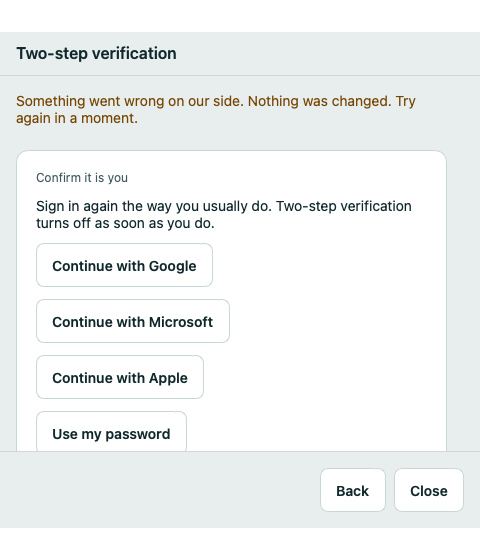 Two-step verification
Something went wrong on our side. Nothing was changed. Try
again in a moment.
Confirm it is you
Sign in again the way you usually do. Two-step verification
turns off as soon as you do.
Continue with Google
Continue with Microsoft
Continue with Apple
Use my password
Back
Close